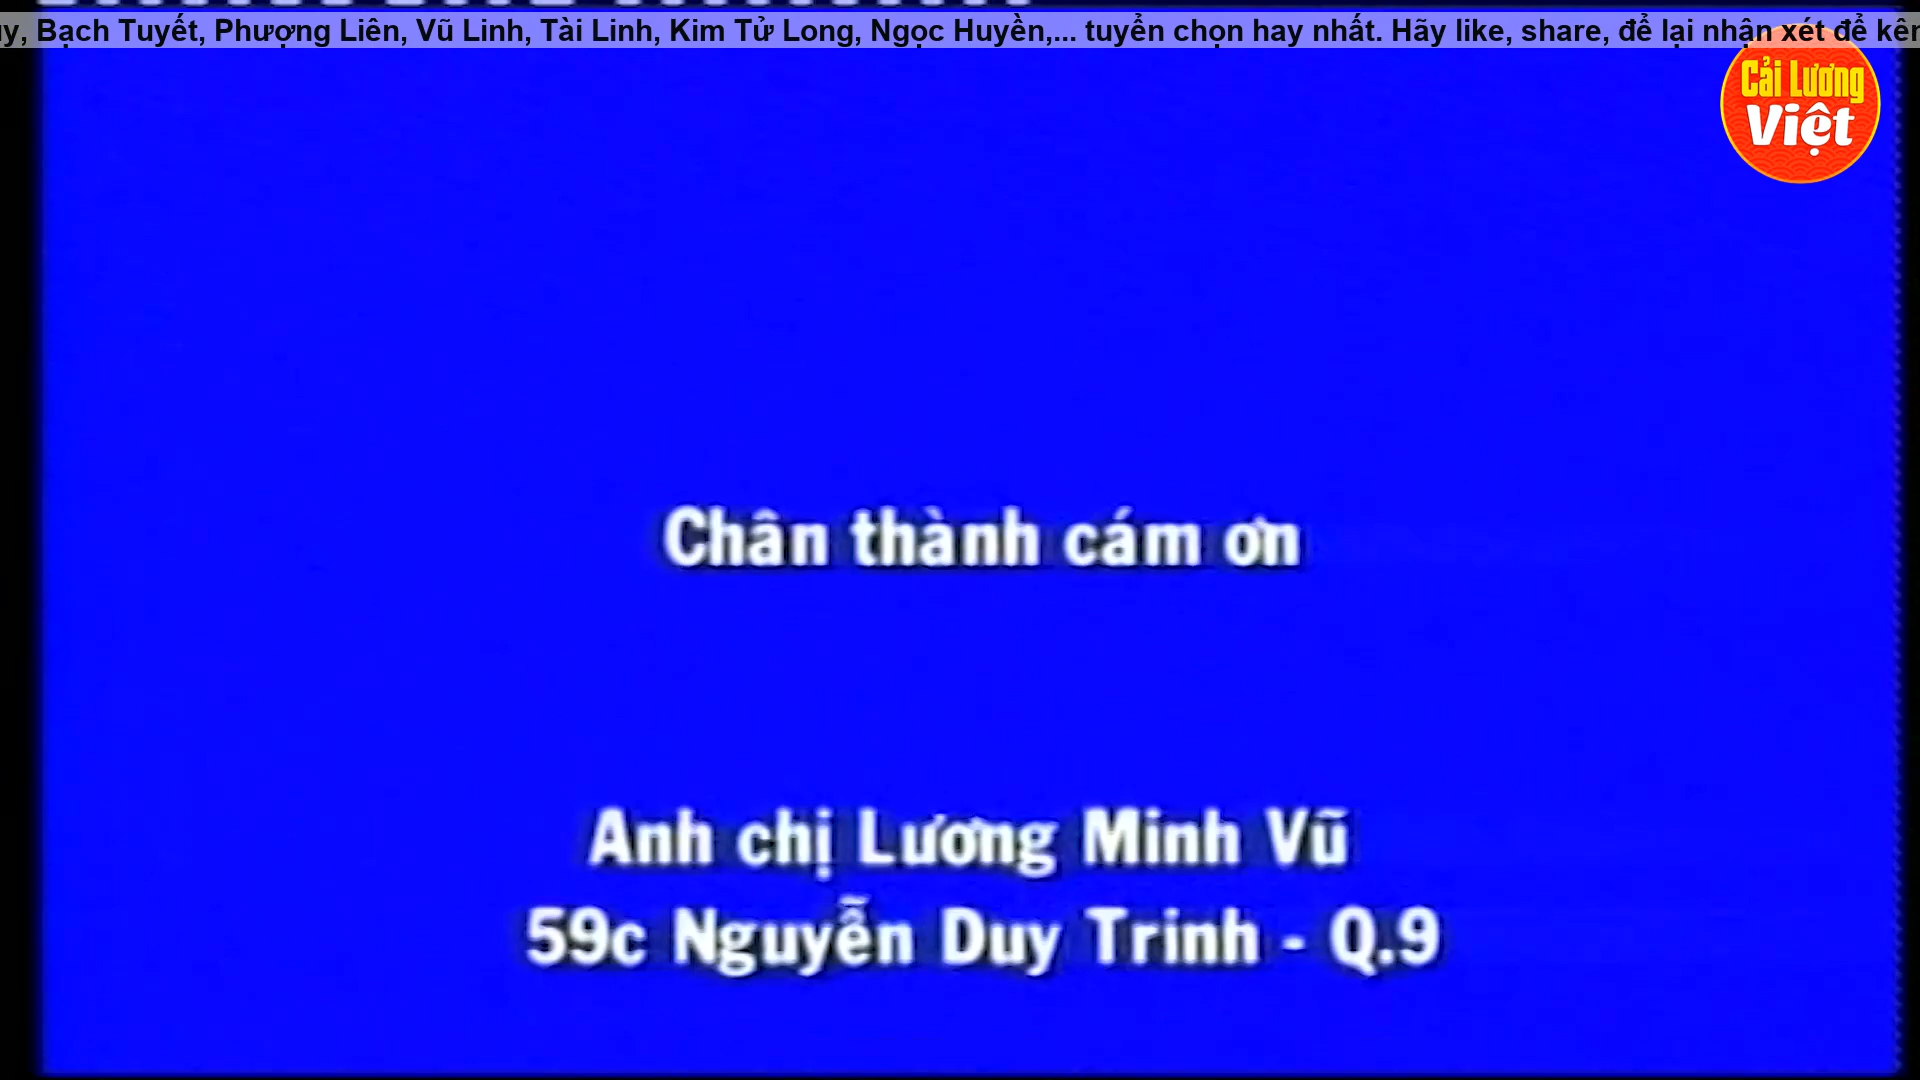 Bạch Tuyết, Phượng Liên, Vũ Linh, Tài Linh, Kim Tử Long, Ngọc Huyền,... tuyển chọn hay nhất. Hãy like, share, để lại nhận xét để
Cải Lương
Việt
Chân thành cám ơn
Anh chị Lương Minh Vũ
59c Nguyễn Duy Trinh - Q.9